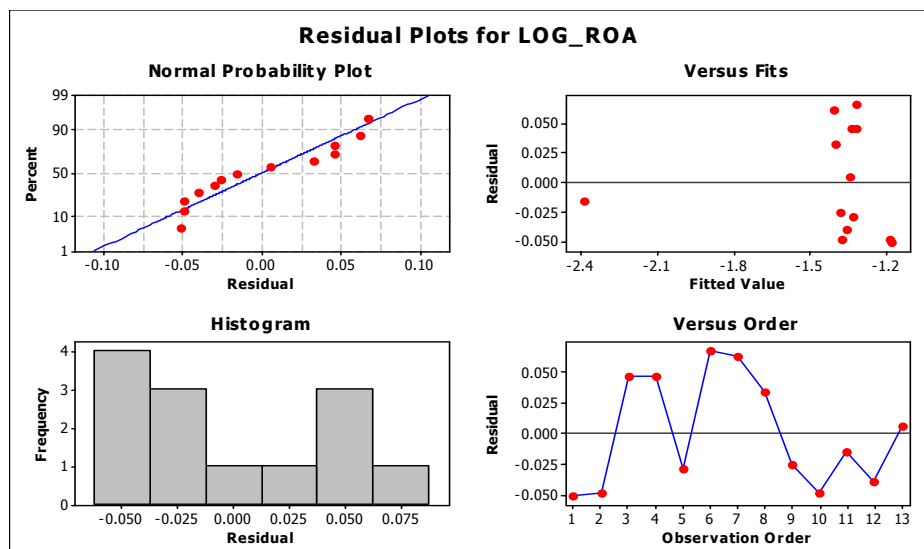 Residual Plots for LOG_ROA
Normal Probability Plot
Percent
99
90
50
10
1
-0.10 -0.05 0.00 0.05 0.10
Residual
Versus Fits
Residual
0.050
0.025
0.000
-0.025
-0.050
-2.4 -2.1 -1.8 -1.5 -1.2
Fitted Value
Histogram
Frequency
4
3
2
1
0
-0.050 -0.025 0.000 0.025 0.050 0.075
Residual
Versus Order
Residual
0.050
0.025
0.000
-0.025
-0.050
1 2 3 4 5 6 7 8 9 10 11 12 13
Observation Order